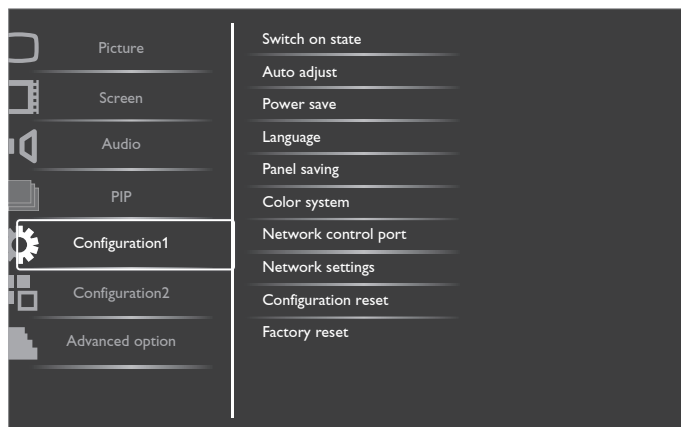 Picture
Screen
Audio
PIP
Configuration1
Configuration2
Advanced option
Switch on state
Auto adjust
Power save
Language
Panel saving
Color system
Network control port
Network settings
Configuration reset
Factory reset